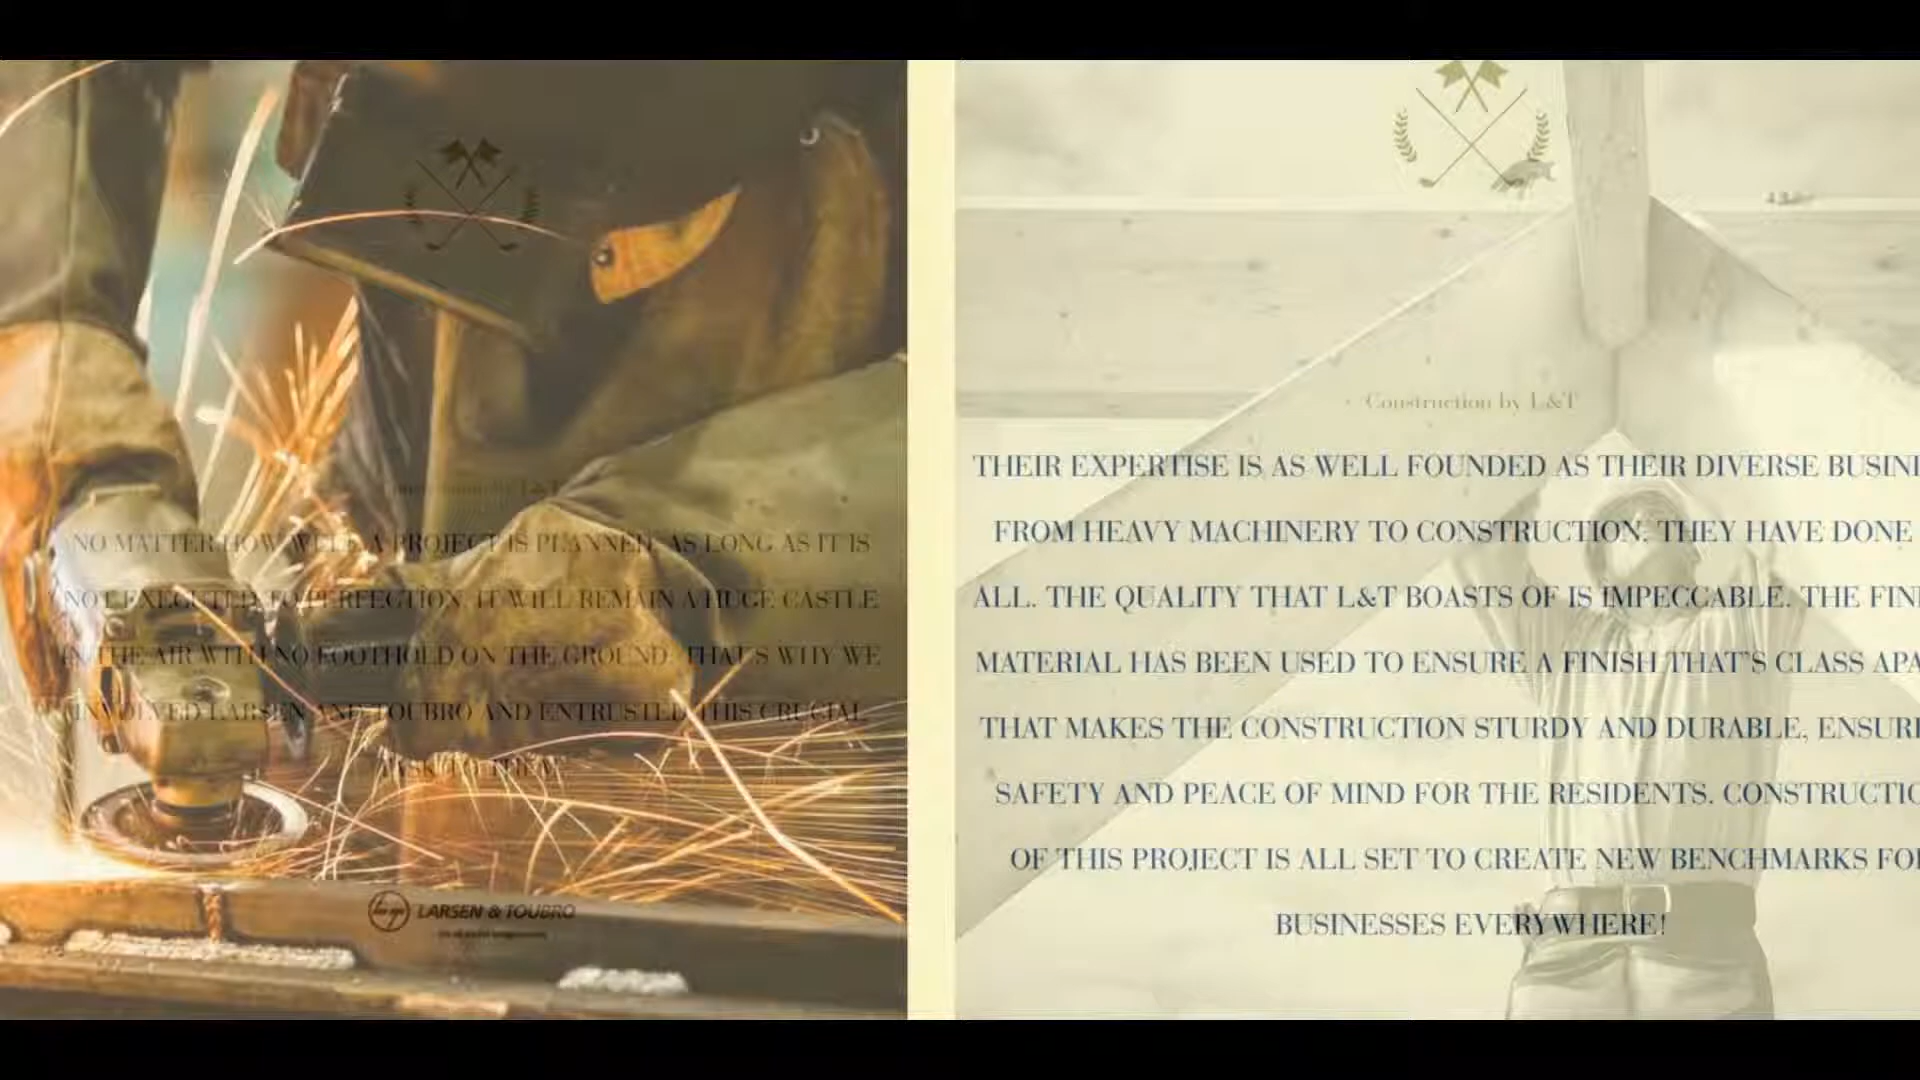 NO MATTER HOW WELL A PROJECT IS PLANNED, AS LONG AS IT IS
NOT EXECUTED TO PERFECTION, IT WILL REMAIN A HUGE CASTLE
IN THE AIR WITH NO FOOTHOLD ON THE GROUND. THAT'S WHY WE
INVOLVED LARSEN AND TOUBRO AND ENTRUSTED THIS CRUCIAL
TASK TO THEM.
LARSEN & TOUBRO
Construction by L&T
THEIR EXPERTISE IS AS WELL FOUNDED AS THEIR DIVERSE BUSINE
FROM HEAVY MACHINERY TO CONSTRUCTION, THEY HAVE DONE
ALL. THE QUALITY THAT L&T BOASTS OF IS IMPECCABLE. THE FINE
MATERIAL HAS BEEN USED TO ENSURE A FINISH THAT'S CLASS APA
THAT MAKES THE CONSTRUCTION STURDY AND DURABLE, ENSURI
SAFETY AND PEACE OF MIND FOR THE RESIDENTS. CONSTRUCTIO
OF THIS PROJECT IS ALL SET TO CREATE NEW BENCHMARKS FOR
BUSINESSES EVERYWHERE!